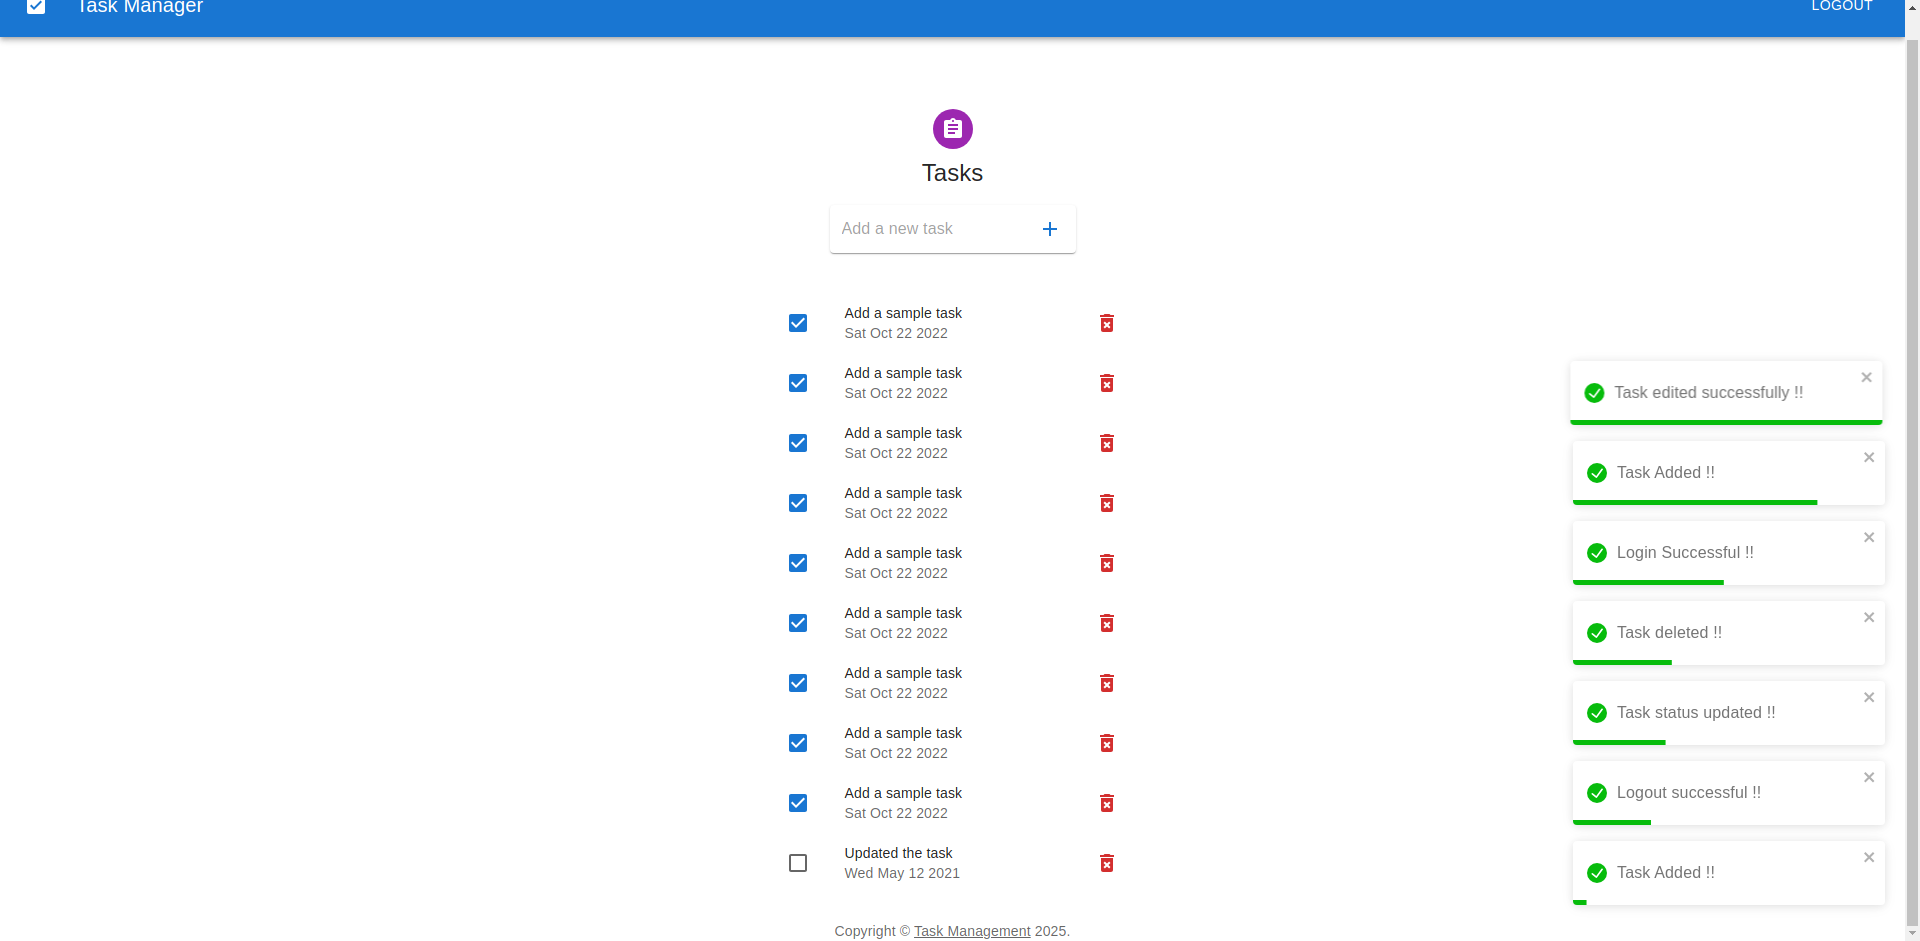 Task Manager
LOGOUT
Tasks
Add a new task
Add a sample task
Sat Oct 22 2022
Add a sample task
Sat Oct 22 2022
Add a sample task
Sat Oct 22 2022
Add a sample task
Sat Oct 22 2022
Add a sample task
Sat Oct 22 2022
Add a sample task
Sat Oct 22 2022
Add a sample task
Sat Oct 22 2022
Add a sample task
Sat Oct 22 2022
Add a sample task
Sat Oct 22 2022
Updated the task
Wed May 12 2021
Copyright © Task Management 2025.
Task edited successfully !!
Task Added !!
Login Successful !!
Task deleted !!
Task status updated !!
Logout successful !!
Task Added !!